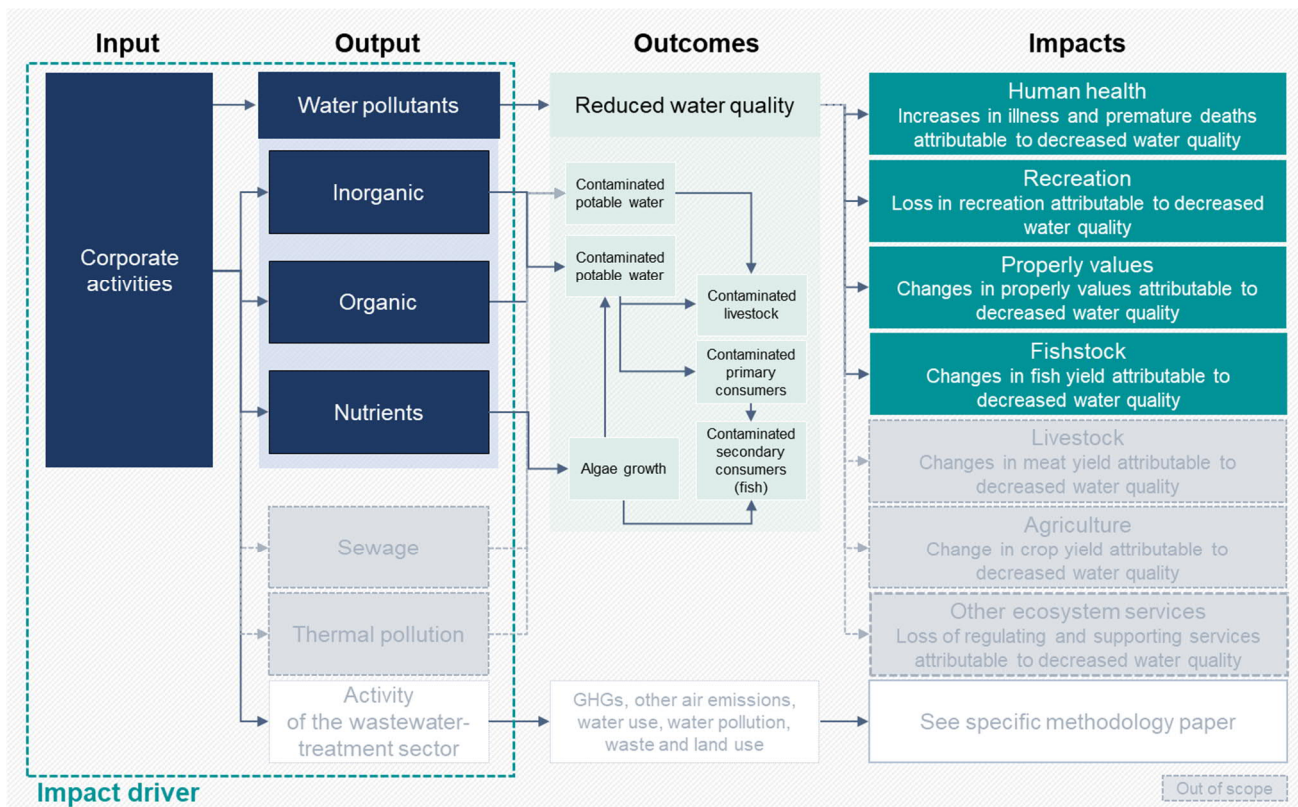 Input
Output
Outcomes
Impacts
Corporate
activities
Water pollutants
Inorganic
Organic
Nutrients
Sewage
Thermal pollution
Activity
of the wastewater-
treatment sector
Reduced water quality
Contaminated
potable water
Contaminated
potable water
Contaminated
livestock
Contaminated
primary
consumers
Contaminated
secondary
consumers
(fish)
Algae growth
GHGs, other air emissions,
water use, water pollution,
waste and land use
Human health
Increases in illness and premature deaths
attributable to decreased water quality
Recreation
Loss in recreation attributable to decreased
water quality
Properly values
Changes in properly values attributable to
decreased water quality
Fishstock
Changes in fish yield attributable to
decreased water quality
Livestock
Changes in meat yield attributable to
decreased water quality
Agriculture
Change in crop yield attributable to
decreased water quality
Other ecosystem services
Loss of regulating and supporting services
attributable to decreased water quality
See specific methodology paper
Impact driver
Out of scope